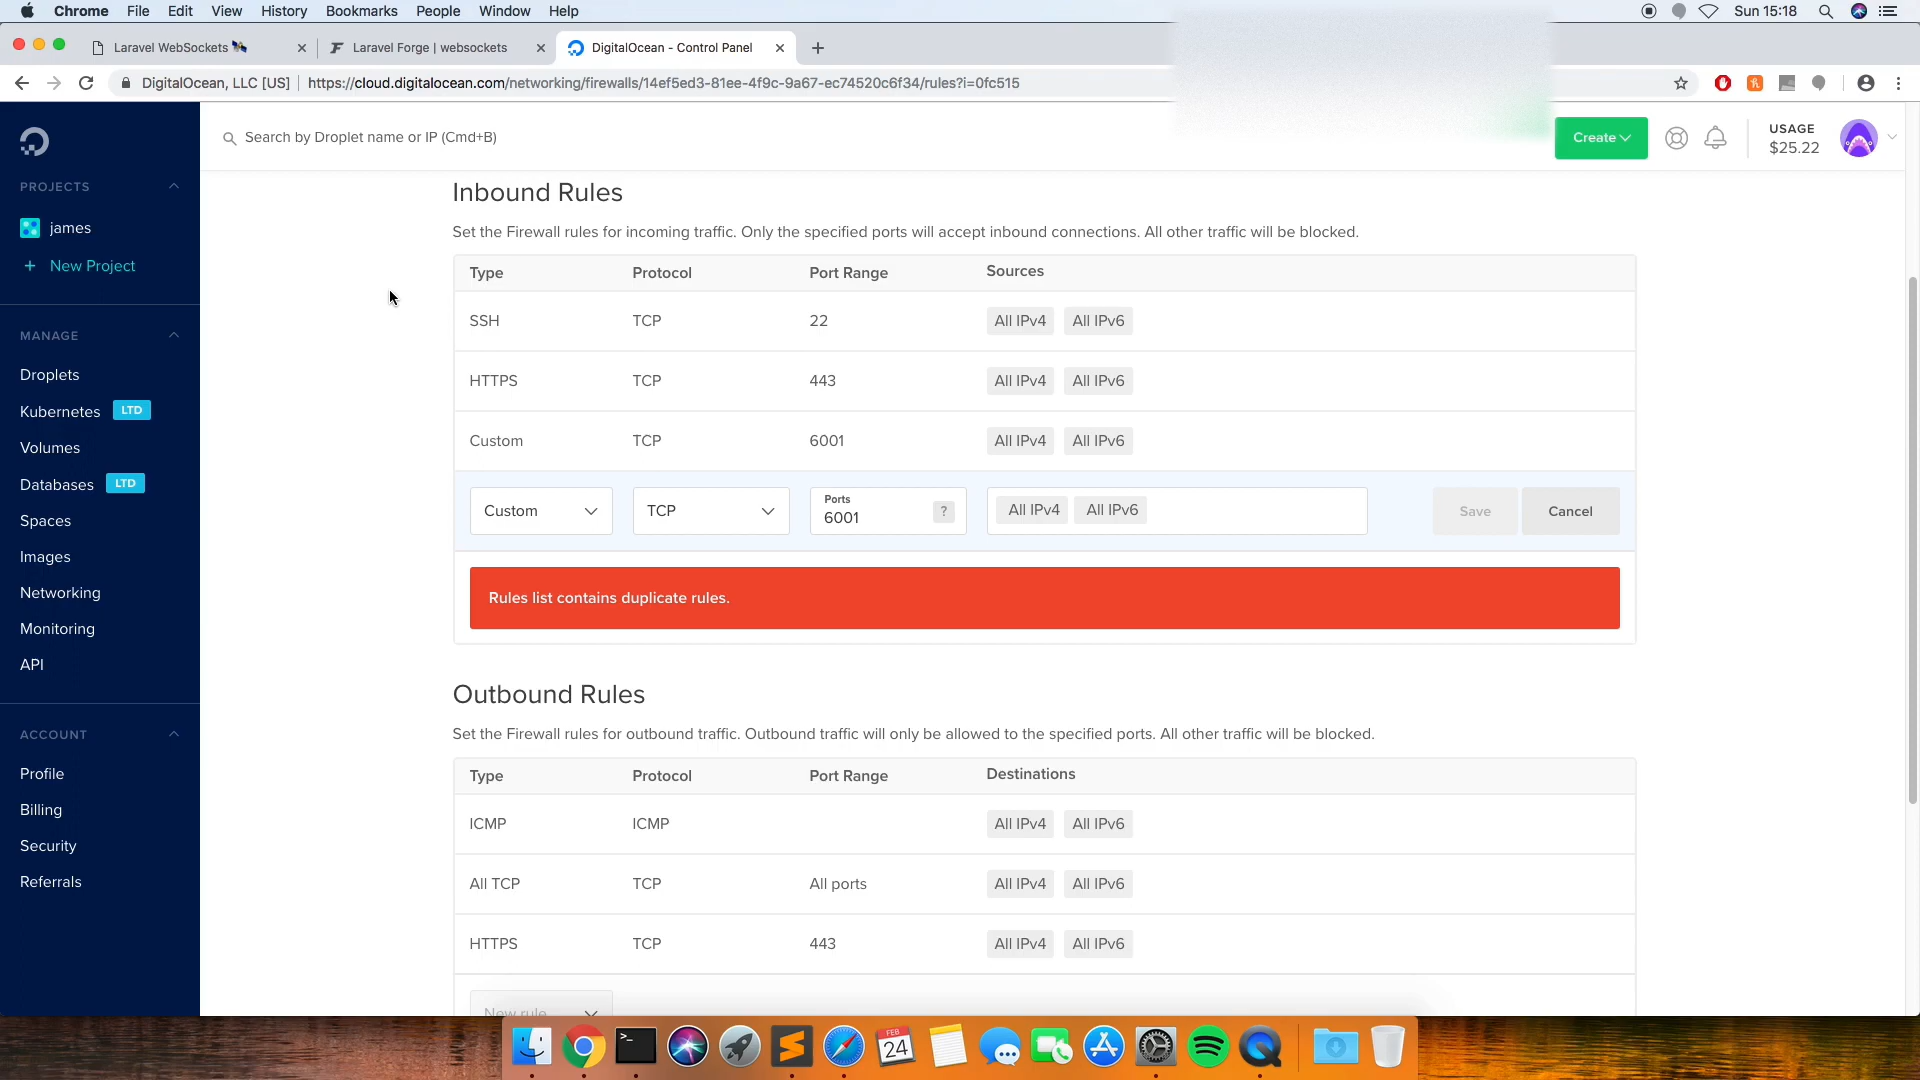 Chrome File Edit View History Bookmarks People Window Help
Sun 15:18
Laravel WebSockets
Laravel Forge | websockets
DigitalOcean - Control Panel
DigitalOcean, LLC [US] https://cloud.digitalocean.com/networking/firewalls/14ef5ed3-81ee-4f9c-9a67-ec74520c6f34/rules?i=0fc515
Search by Droplet name or IP (Cmd+B)
Create
USAGE
$25.22
PROJECTS
james
+ New Project
MANAGE
Droplets
Kubernetes LTD
Volumes
Databases LTD
Spaces
Images
Networking
Monitoring
API
ACCOUNT
Profile
Billing
Security
Referrals
Inbound Rules
Set the Firewall rules for incoming traffic. Only the specified ports will accept inbound connections. All other traffic will be blocked.
Type Protocol Port Range Sources
SSH TCP 22 All IPv4 All IPv6
HTTPS TCP 443 All IPv4 All IPv6
Custom TCP 6001 All IPv4 All IPv6
Ports
Custom TCP 6001 ? All IPv4 All IPv6 Save Cancel
Rules list contains duplicate rules.
Outbound Rules
Set the Firewall rules for outbound traffic. Outbound traffic will only be allowed to the specified ports. All other traffic will be blocked.
Type Protocol Port Range Destinations
ICMP ICMP All IPv4 All IPv6
All TCP TCP All ports All IPv4 All IPv6
HTTPS TCP 443 All IPv4 All IPv6
New rule
FEB
24